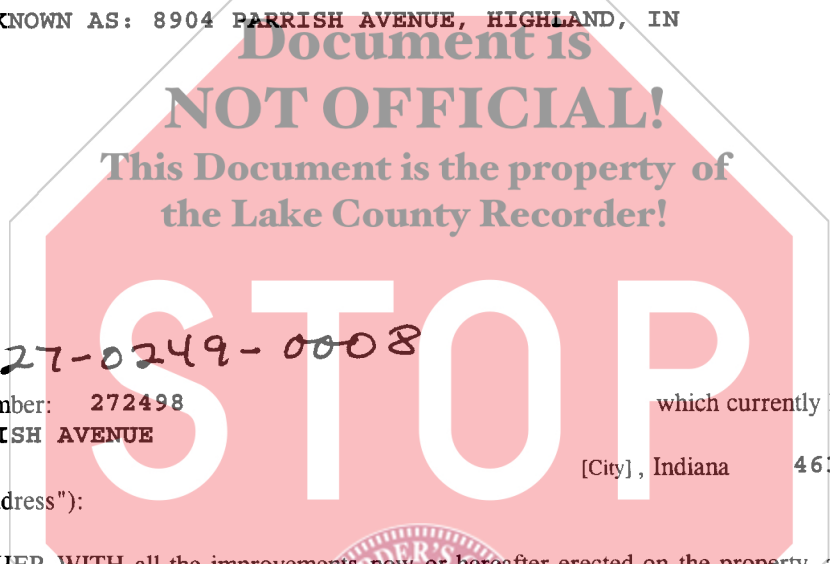 KNOWN AS: 8904 PARRISH AVENUE, HIGHLAND, IN
Document is
NOT OFFICIAL!
This Document is the property of
the Lake County Recorder!
STOP
27-0249-0008
mber: 272498 which currently
ISH AVENUE
[City] , Indiana 46
dress"):
HER WITH all the improvements now or hereafter erected on the property,
DER'S